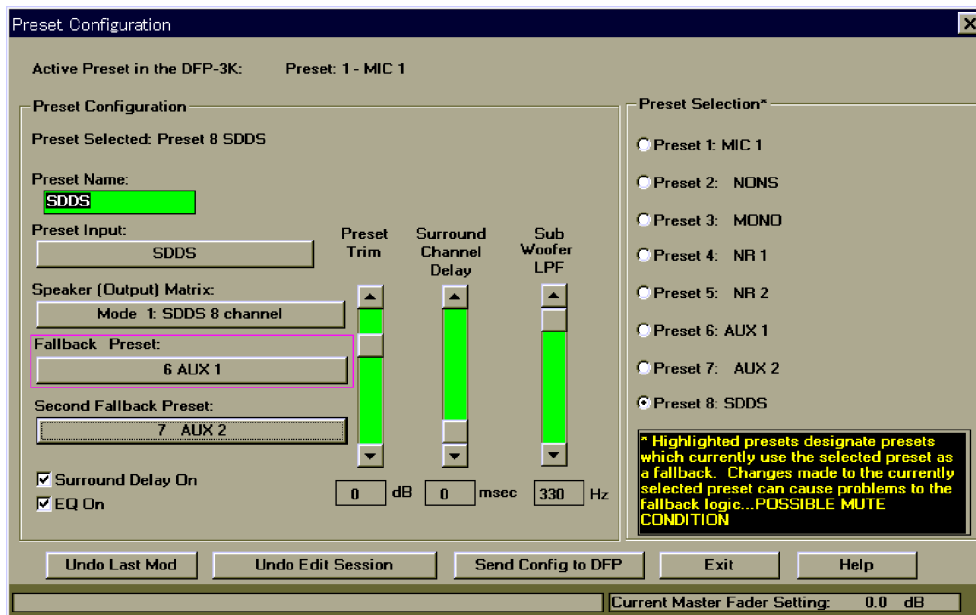 Preset Configuration
Active Preset in the DFP-3K: Preset: 1 - MIC 1
Preset Configuration
Preset Selected: Preset 8 SDDS
Preset Name:
SDDS
Preset Input:
SDDS
Speaker (Output) Matrix:
Mode 1: SDDS 8 channel
Fallback Preset:
6 AUX 1
Second Fallback Preset:
7 AUX 2
Surround Delay On
EQ On
Preset
Trim
0 dB
Surround
Channel
Delay
0 msec
Sub
Woofer
LPF
330 Hz
Preset Selection*
Preset 1: MIC 1
Preset 2: NONS
Preset 3: MONO
Preset 4: NR 1
Preset 5: NR 2
Preset 6: AUX 1
Preset 7: AUX 2
Preset 8: SDDS
* Highlighted presets designate presets
which currently use the selected preset as
a fallback. Changes made to the currently
selected preset can cause problems to the
fallback logic...POSSIBLE MUTE
CONDITION
Undo Last Mod
Undo Edit Session
Send Config to DFP
Exit
Help
Current Master Fader Setting: 0.0 dB